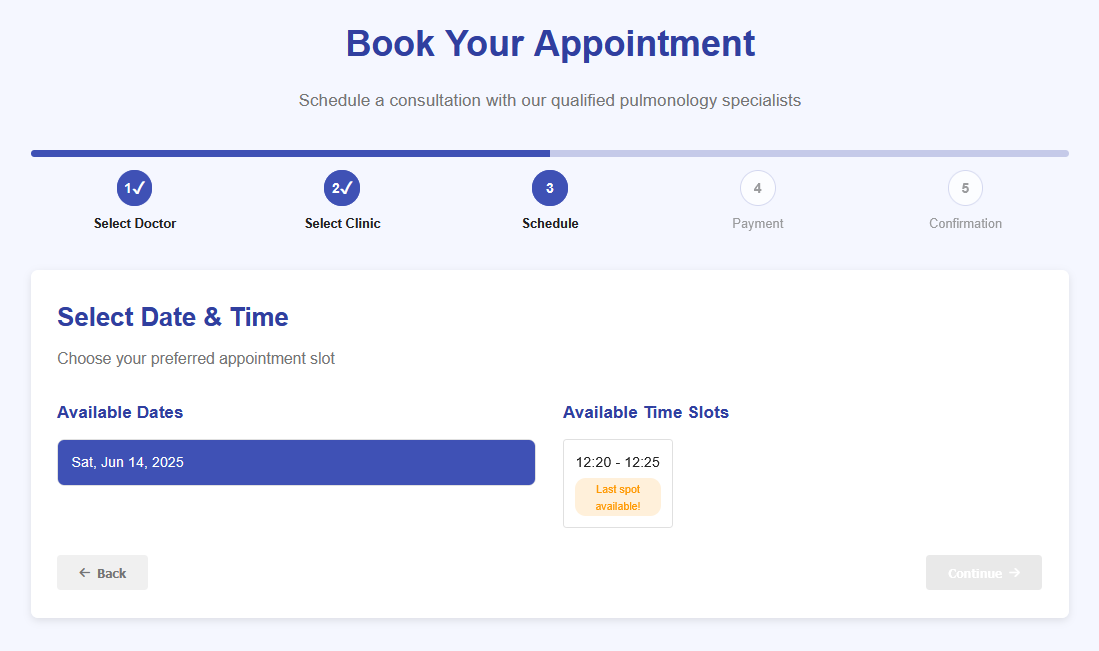 Book Your Appointment
Schedule a consultation with our qualified pulmonology specialists
1✓
2✓
3
4
5
Select Doctor
Select Clinic
Schedule
Payment
Confirmation
Select Date & Time
Choose your preferred appointment slot
Available Dates
Available Time Slots
Sat, Jun 14, 2025
12:20 - 12:25
Last spot
available!
← Back
Continue →